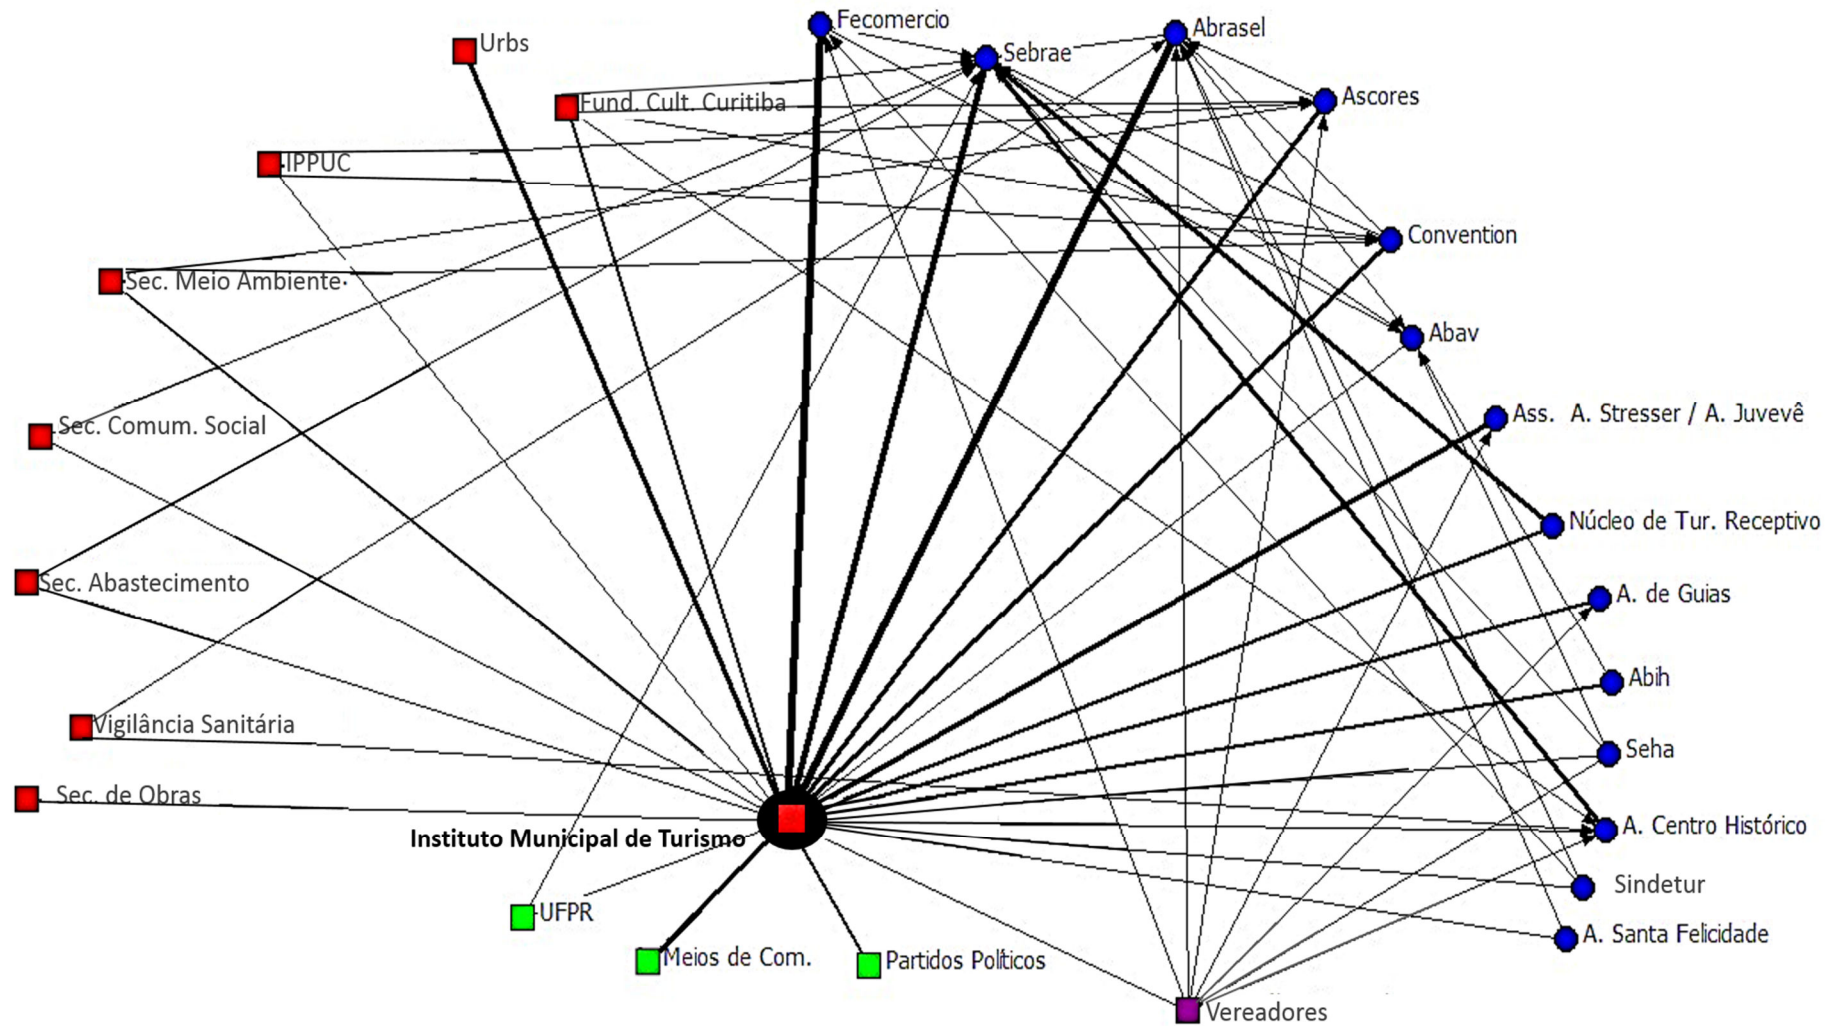 Fecomercio
Abrasel
Urbs
Sebrae
Fund. Cult. Curitiba
Ascores
IPPUC
Convention
Sec. Meio Ambiente
Abav
Sec. Comum. Social
Ass. A. Stresser / A. Juvevê
Núcleo de Tur. Receptivo
Sec. Abastecimento
A. de Guias
Abih
Vigilância Sanitária
Seha
Sec. de Obras
A. Centro Histórico
Instituto Municipal de Turismo
Sindetur
UFPR
A. Santa Felicidade
Meios de Com.
Partidos Políticos
Vereadores